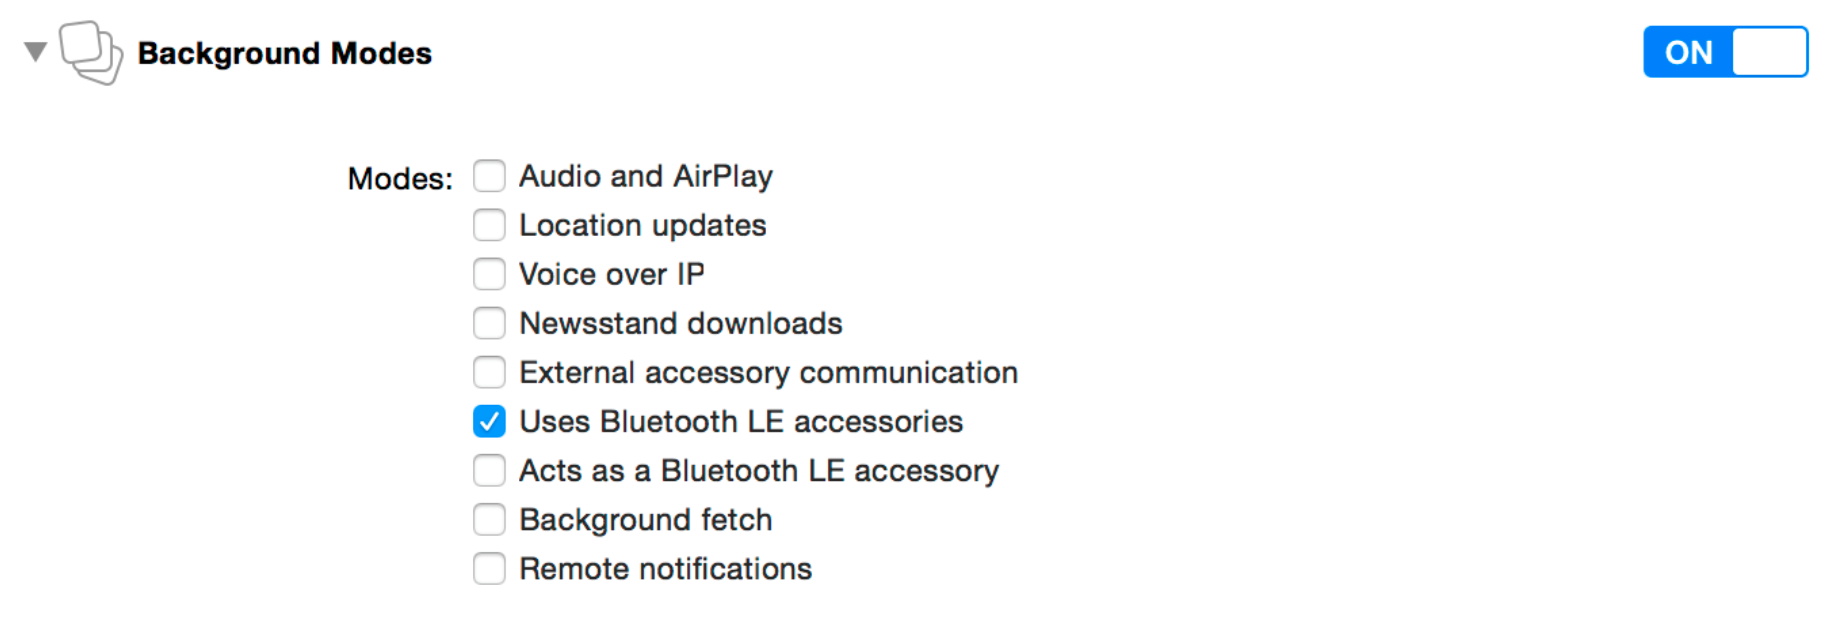 Background Modes
ON
Modes:
Audio and AirPlay
Location updates
Voice over IP
Newsstand downloads
External accessory communication
Uses Bluetooth LE accessories
Acts as a Bluetooth LE accessory
Background fetch
Remote notifications